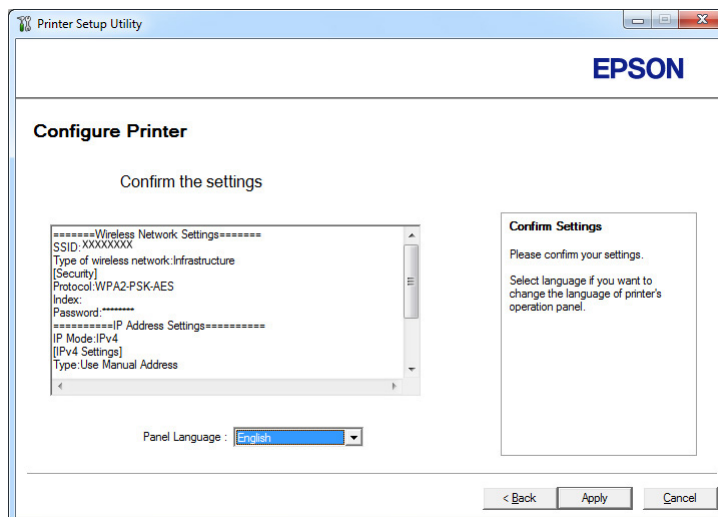 Printer Setup Utility
EPSON
Configure Printer
Confirm the settings
=======Wireless Network Settings=======
SSID:XXXXXXXX
Type of wireless network:Infrastructure
[Security]
Protocol:WPA2-PSK-AES
Index:
Password:********
==========IP Address Settings==========
IP Mode:IPv4
[IPv4 Settings]
Type:Use Manual Address
Panel Language : English
Confirm Settings
Please confirm your settings.
Select language if you want to
change the language of printer's
operation panel.
< Back Apply Cancel